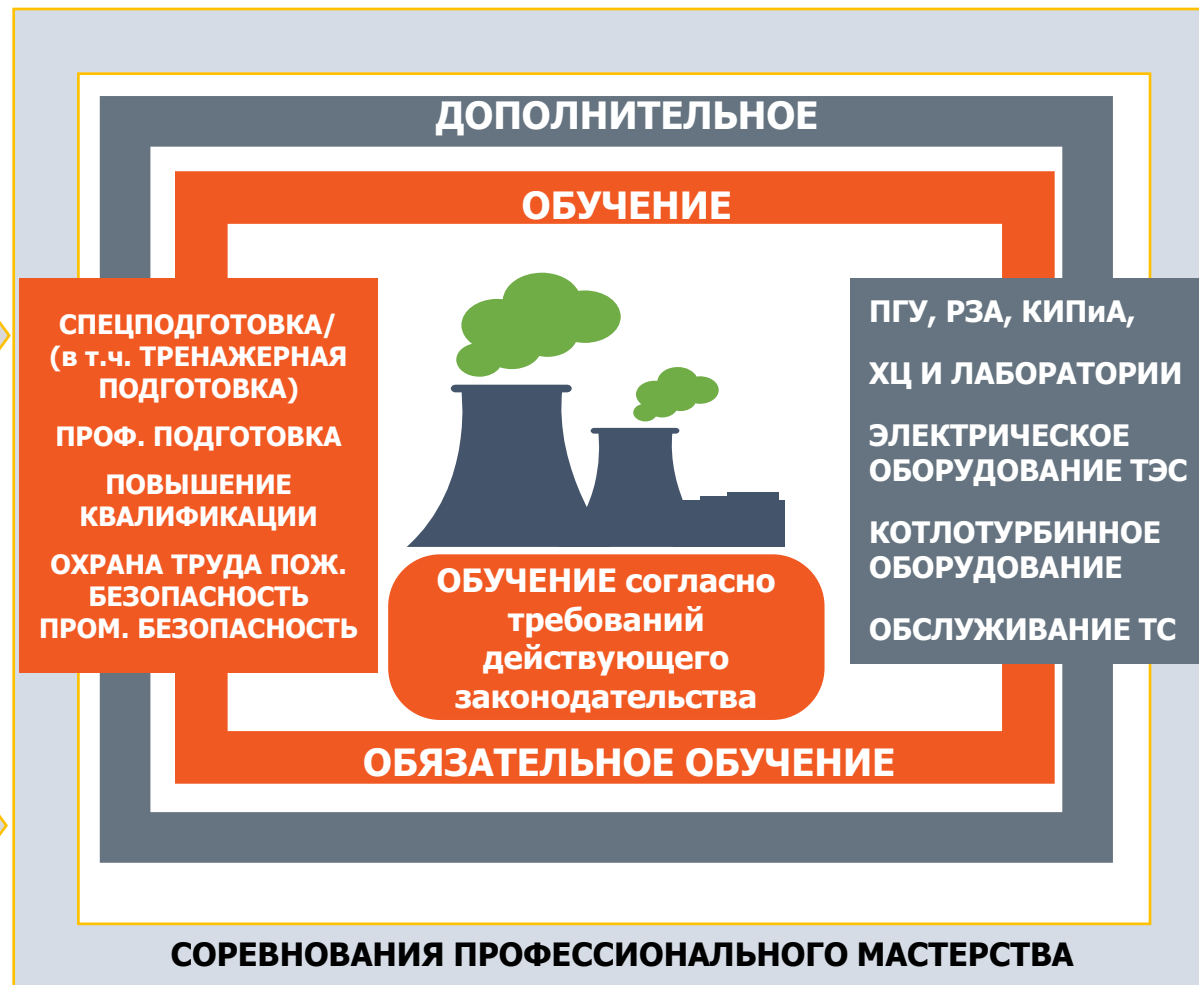 ДОПОЛНИТЕЛЬНОЕ
ОБУЧЕНИЕ
СПЕЦПОДГОТОВКА/
(в т.ч. ТРЕНАЖЕРНАЯ
ПОДГОТОВКА)
ПРОФ. ПОДГОТОВКА
ПОВЫШЕНИЕ
КВАЛИФИКАЦИИ
ОХРАНА ТРУДА ПОЖ.
БЕЗОПАСНОСТЬ
ПРОМ. БЕЗОПАСНОСТЬ
ОБУЧЕНИЕ согласно
требований
действующего
законодательства
ПГУ, РЗА, КИПиА,
ХЦ И ЛАБОРАТОРИИ
ЭЛЕКТРИЧЕСКОЕ
ОБОРУДОВАНИЕ ТЭС
КОТЛОТУРБИННОЕ
ОБОРУДОВАНИЕ
ОБСЛУЖИВАНИЕ ТС
ОБЯЗАТЕЛЬНОЕ ОБУЧЕНИЕ
СОРЕВНОВАНИЯ ПРОФЕССИОНАЛЬНОГО МАСТЕРСТВА